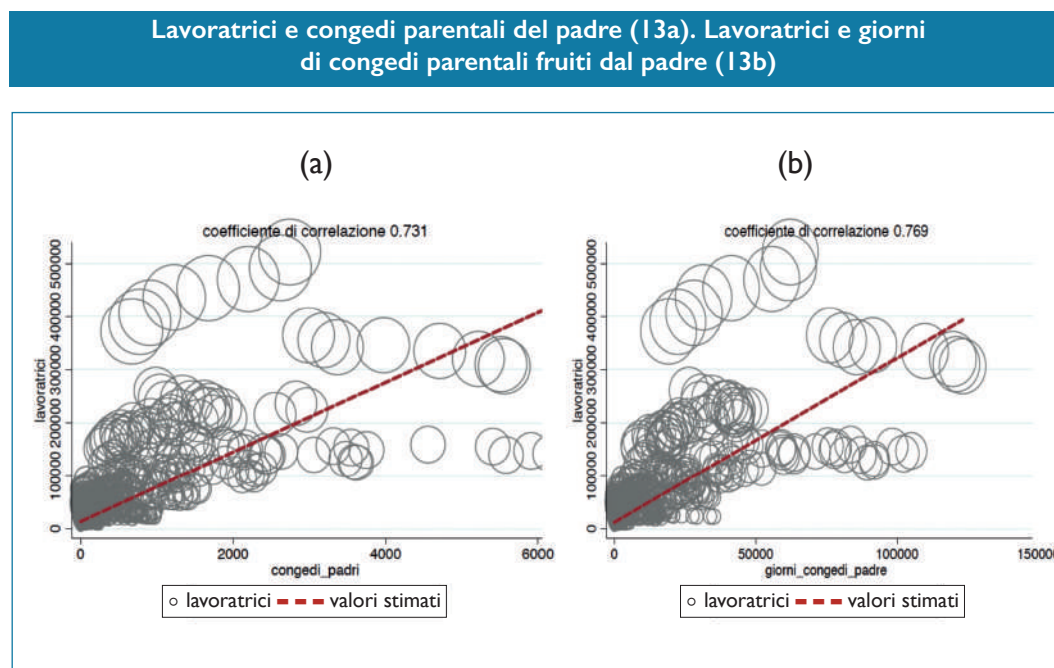 Lavoratrici e congedi parentali del padre (13a). Lavoratrici e giorni
di congedi parentali fruiti dal padre (13b)
(a)
coefficiente di correlazione 0.731
lavoratrici
500000
400000
300000
200000
100000
0
0 2000 4000 6000
congedi_padri
lavoratrici valori stimati
(b)
coefficiente di correlazione 0.769
lavoratrici
500000
400000
300000
200000
100000
0
0 50000 100000 150000
giorni_congedi_padre
lavoratrici valori stimati